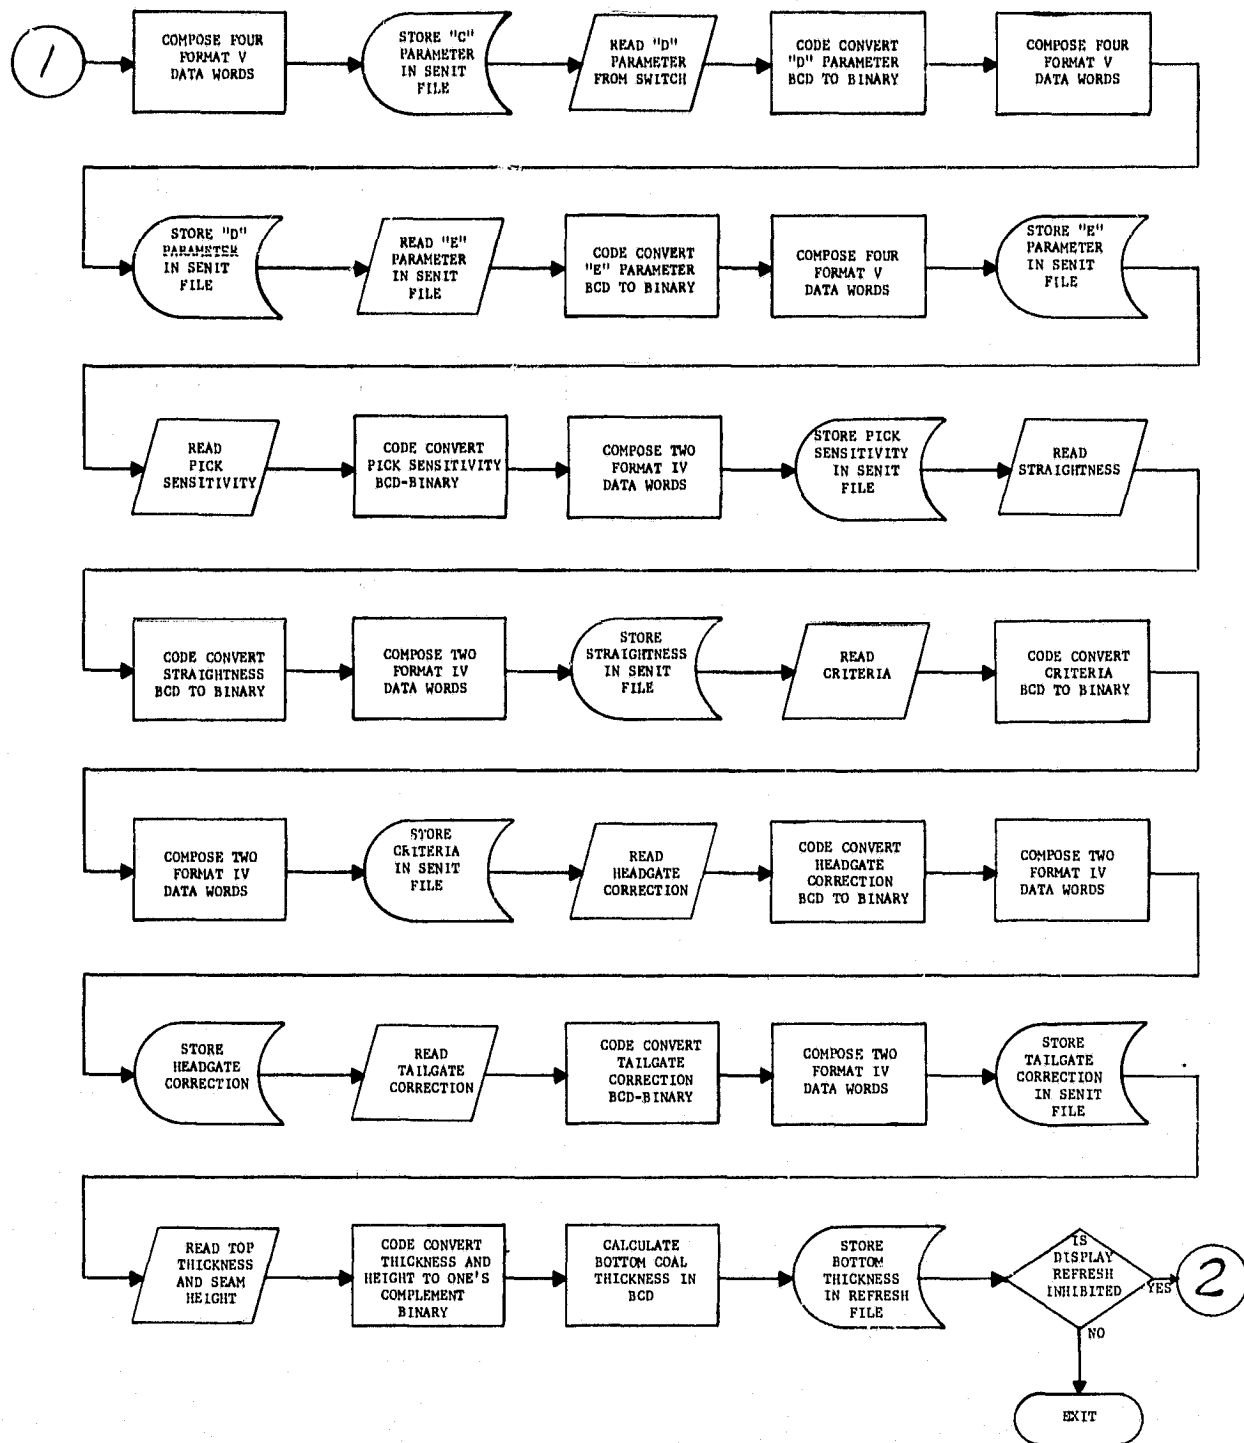 1
COMPOSE FOUR
FORMAT V
DATA WORDS
STORE "C"
PARAMETER
IN SENIT
FILE
READ "D"
PARAMETER
FROM SWITCH
CODE CONVERT
"D" PARAMETER
BCD TO BINARY
COMPOSE FOUR
FORMAT V
DATA WORDS
STORE "D"
PARAMETER
IN SENIT
FILE
READ "E"
PARAMETER
IN SENIT
FILE
CODE CONVERT
"E" PARAMETER
BCD TO BINARY
COMPOSE FOUR
FORMAT V
DATA WORDS
STORE "E"
PARAMETER
IN SENIT
FILE
READ
PICK
SENSITIVITY
CODE CONVERT
PICK SENSITIVITY
BCD-BINARY
COMPOSE TWO
FORMAT IV
DATA WORDS
STORE PICK
SENSITIVITY
IN SENIT
FILE
READ
STRAIGHTNESS
CODE CONVERT
STRAIGHTNESS
BCD TO BINARY
COMPOSE TWO
FORMAT IV
DATA WORDS
STORE
STRAIGHTNESS
IN SENIT
FILE
READ
CRITERIA
CODE CONVERT
CRITERIA
BCD TO BINARY
COMPOSE TWO
FORMAT IV
DATA WORDS
STORE
CRITERIA
IN SENIT
FILE
READ
HEADGATE
CORRECTION
CODE CONVERT
HEADGATE
CORRECTION
BCD TO BINARY
COMPOSE TWO
FORMAT IV
DATA WORDS
STORE
HEADGATE
CORRECTION
READ
TAILGATE
CORRECTION
CODE CONVERT
TAILGATE
CORRECTION
BCD-BINARY
COMPOSE TWO
FORMAT IV
DATA WORDS
STORE
TAILGATE
CORRECTION
IN SENIT
FILE
READ TOP
THICKNESS
AND SEAM
HEIGHT
CODE CONVERT
THICKNESS AND
HEIGHT TO ONE'S
COMPLEMENT
BINARY
CALCULATE
BOTTOM COAL
THICKNESS IN
BCD
STORE
BOTTOM
THICKNESS
IN REFRESH
FILE
IS
DISPLAY
REFRESH
INHIBITED
YES
2
NO
EXIT